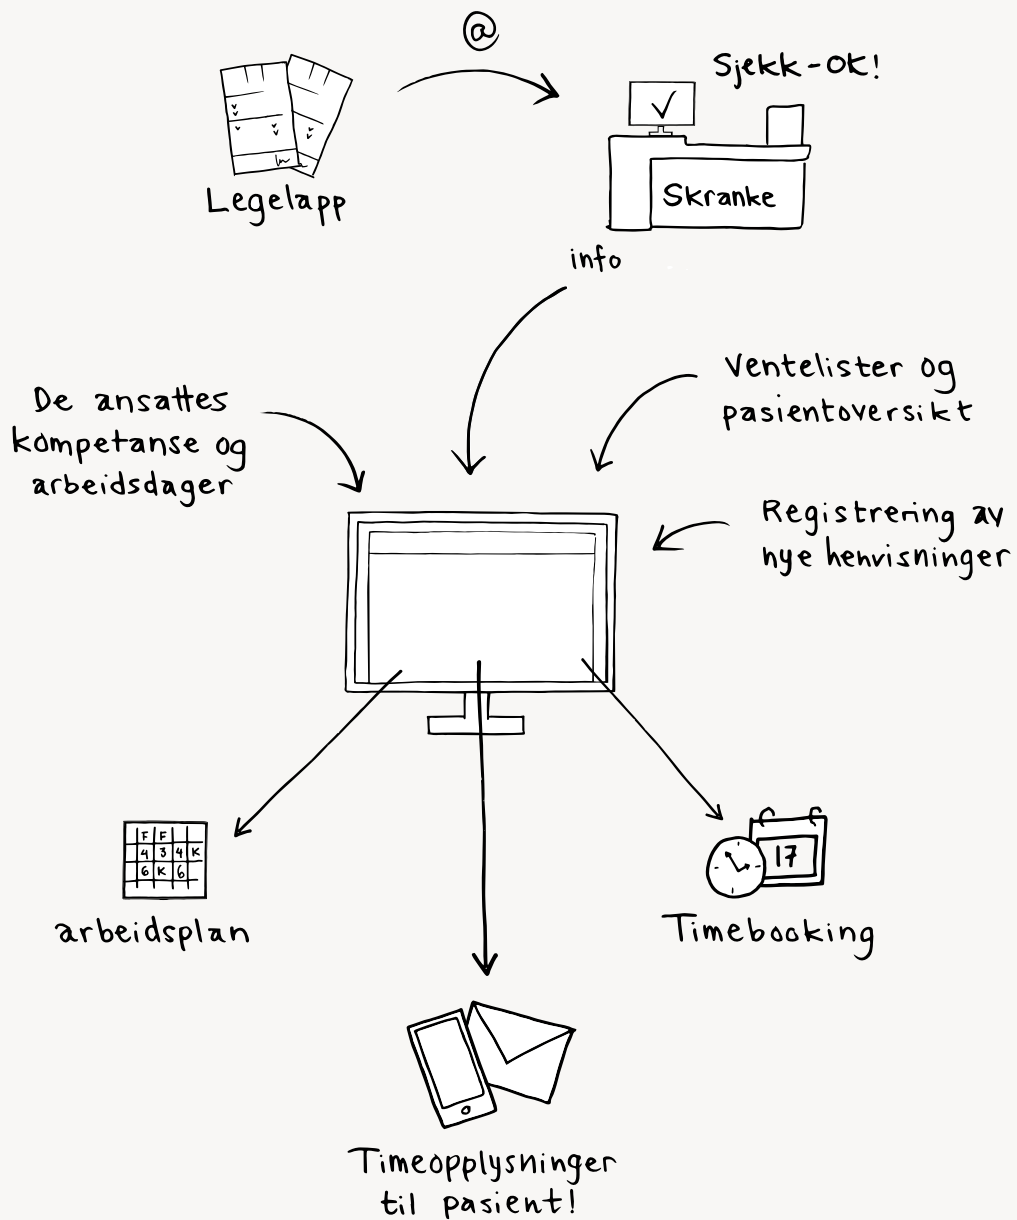 @
Sjekk-OK!
Legelapp
Skranke
info
De ansattes
kompetanse og
arbeidsdager
Ventelister og
pasientoversikt
Registrering av
nye henvisninger
F F
4 3 4 K
6 K 6
arbeidsplan
17
Timebooking
Timeopplysninger
til pasient!